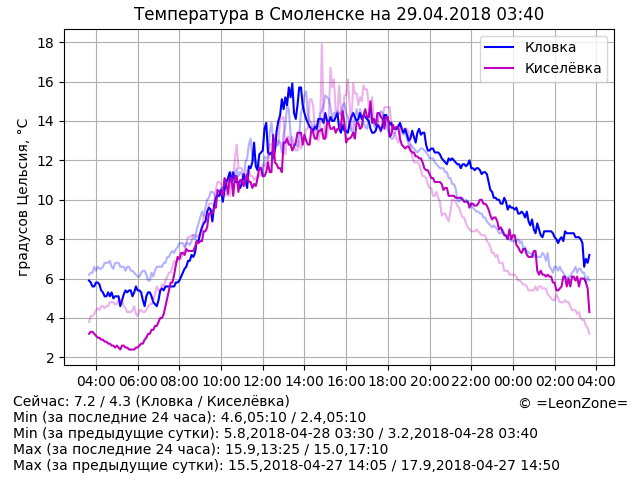 Температура в Смоленске на 29.04.2018 03:40
градусов Цельсия, °C
18
16
14
12
10
8
6
4
2
Кловка
Киселёвка
04:00 06:00 08:00 10:00 12:00 14:00 16:00 18:00 20:00 22:00 00:00 02:00 04:00
Сейчас: 7.2 / 4.3 (Кловка / Киселёвка)
© =LeonZone=
Min (за последние 24 часа): 4.6,05:10 / 2.4,05:10
Min (за предыдущие сутки): 5.8,2018-04-28 03:30 / 3.2,2018-04-28 03:40
Max (за последние 24 часа): 15.9,13:25 / 15.0,17:10
Max (за предыдущие сутки): 15.5,2018-04-27 14:05 / 17.9,2018-04-27 14:50